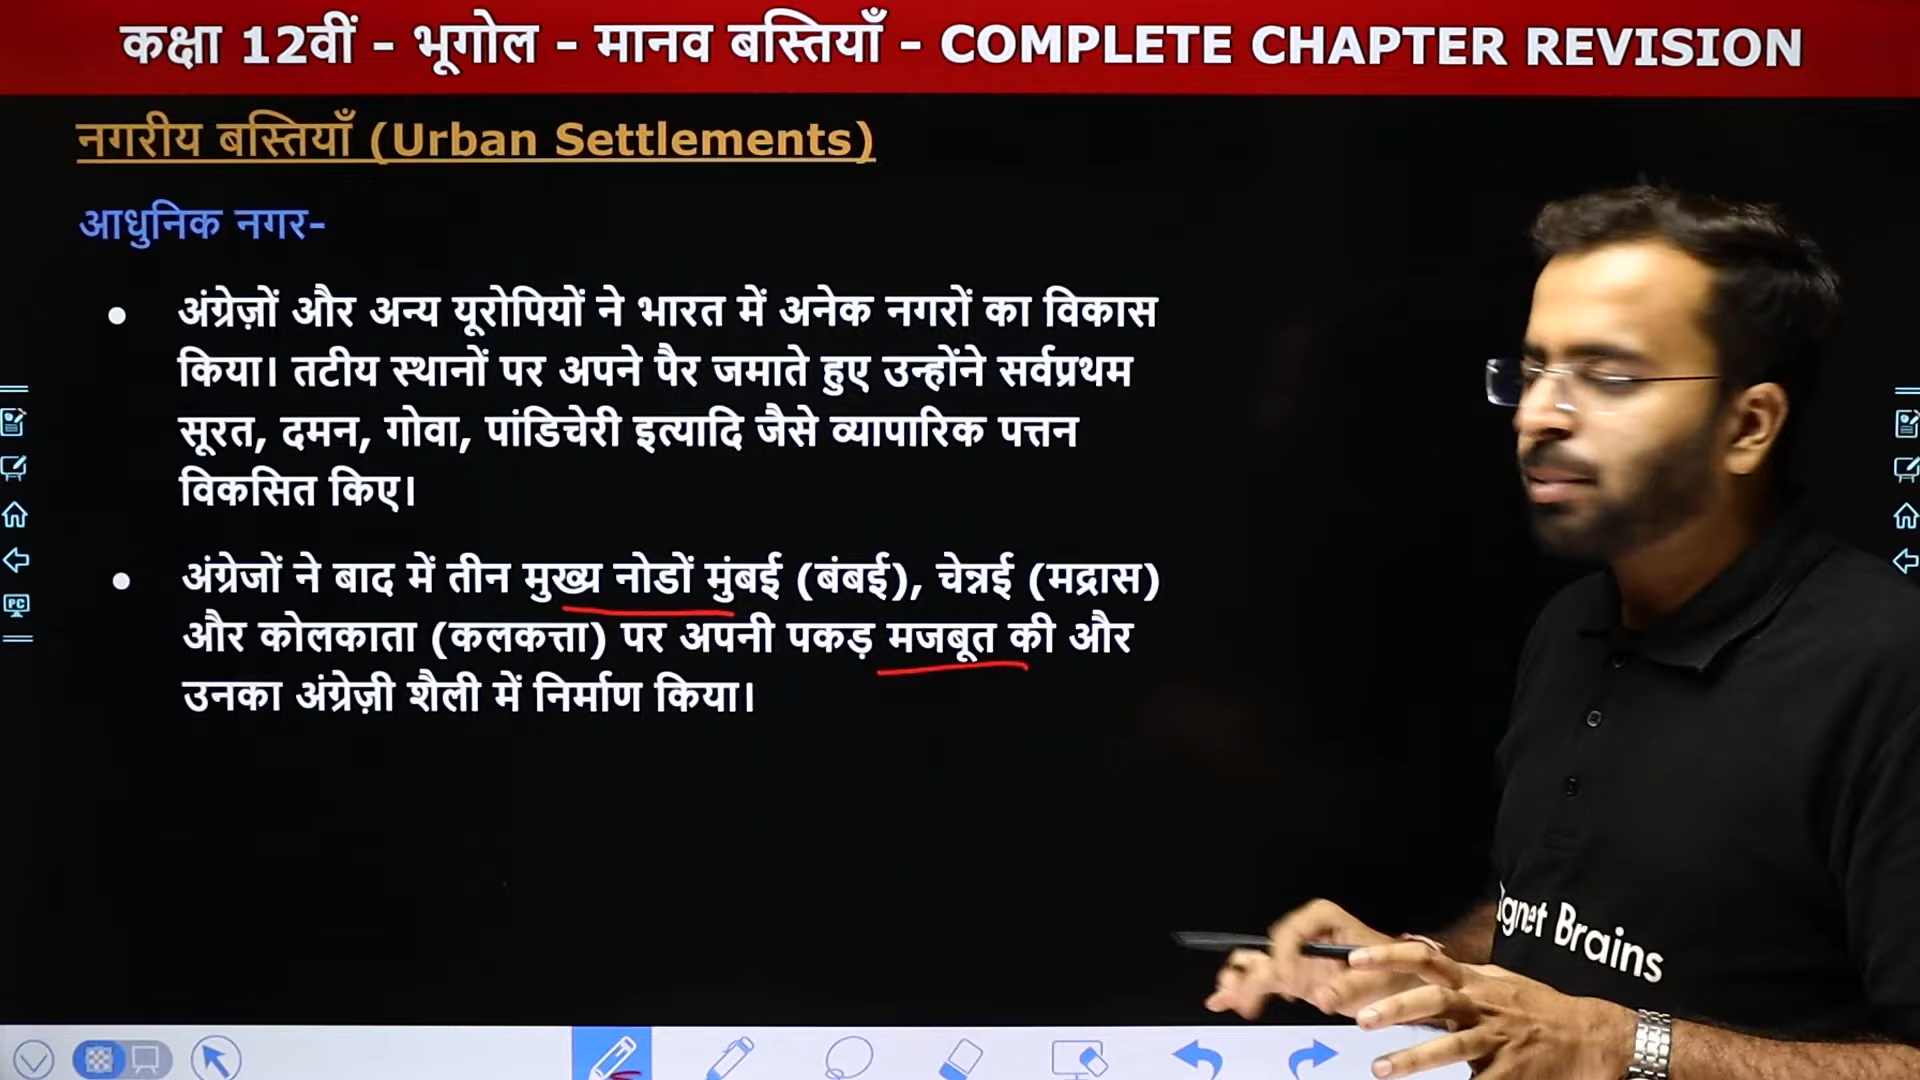 कक्षा 12वीं - भूगोल - मानव बस्तियाँ - COMPLETE CHAPTER REVISION
नगरीय बस्तियाँ (Urban Settlements)
आधुनिक नगर-
• अंग्रेज़ों और अन्य यूरोपियों ने भारत में अनेक नगरों का विकास
किया। तटीय स्थानों पर अपने पैर जमाते हुए उन्होंने सर्वप्रथम
सूरत, दमन, गोवा, पांडिचेरी इत्यादि जैसे व्यापारिक पत्तन
विकसित किए।
• अंग्रेजों ने बाद में तीन मुख्य नोडों मुंबई (बंबई), चेन्नई (मद्रास)
और कोलकाता (कलकत्ता) पर अपनी पकड़ मजबूत की और
उनका अंग्रेज़ी शैली में निर्माण किया।
PC
gnet Brains